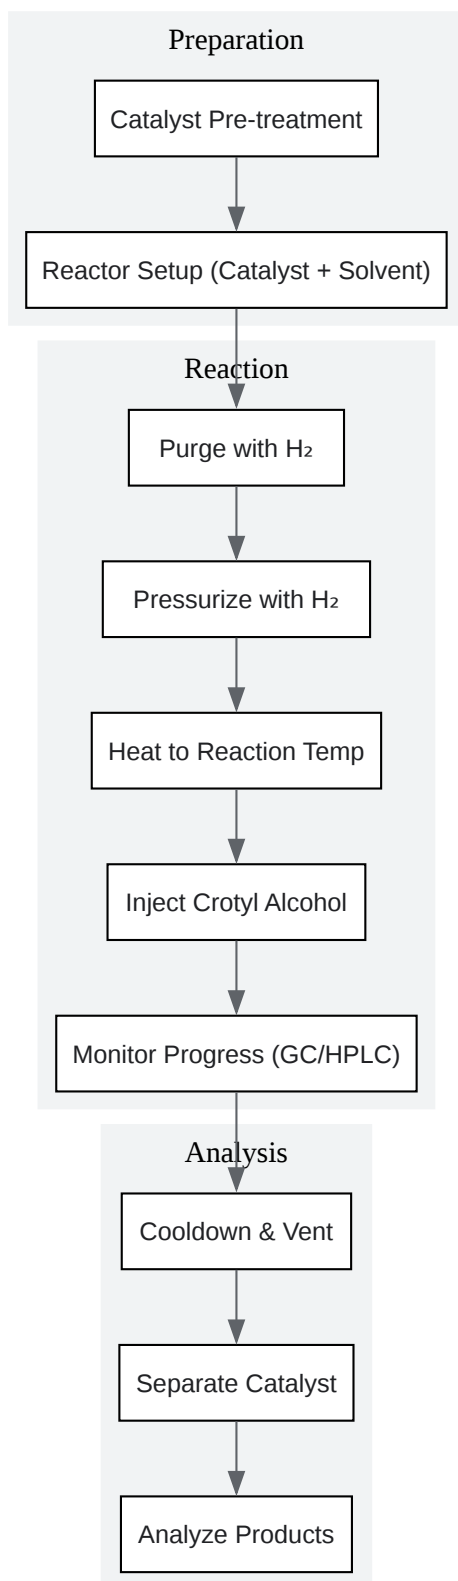 Preparation
Catalyst Pre-treatment
Reactor Setup (Catalyst + Solvent)
Reaction
Purge with H₂
Pressurize with H₂
Heat to Reaction Temp
Inject Crotyl Alcohol
Monitor Progress (GC/HPLC)
Analysis
Cooldown & Vent
Separate Catalyst
Analyze Products